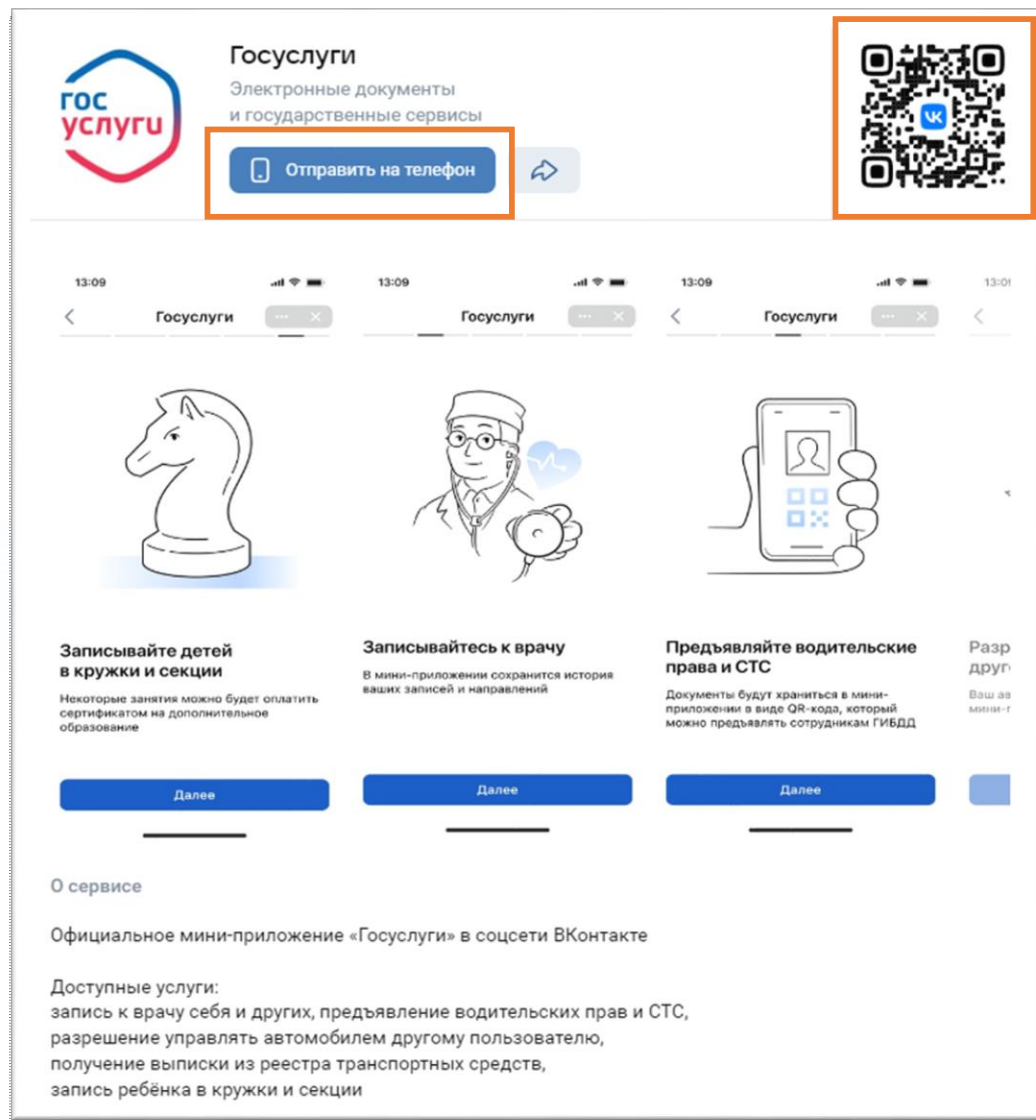 гос
услуги
Госуслуги
Электронные документы
и государственные сервисы
Отправить на телефон
13:09
Госуслуги
Записывайте детей
в кружки и секции
Некоторые занятия можно будет оплатить
сертификатом на дополнительное
образование
Далее
13:09
Госуслуги
Записывайтесь к врачу
В мини-приложении сохранится история
ваших записей и направлений
Далее
13:09
Госуслуги
Предъявляйте водительские
права и СТС
Документы будут храниться в мини-
приложении в виде QR-кода, который
можно предъявлять сотрудникам ГИБДД
Далее
О сервисе
Официальное мини-приложение «Госуслуги» в соцсети ВКонтакте
Доступные услуги:
запись к врачу себя и других, предъявление водительских прав и СТС,
разрешение управлять автомобилем другому пользователю,
получение выписки из реестра транспортных средств,
запись ребёнка в кружки и секции